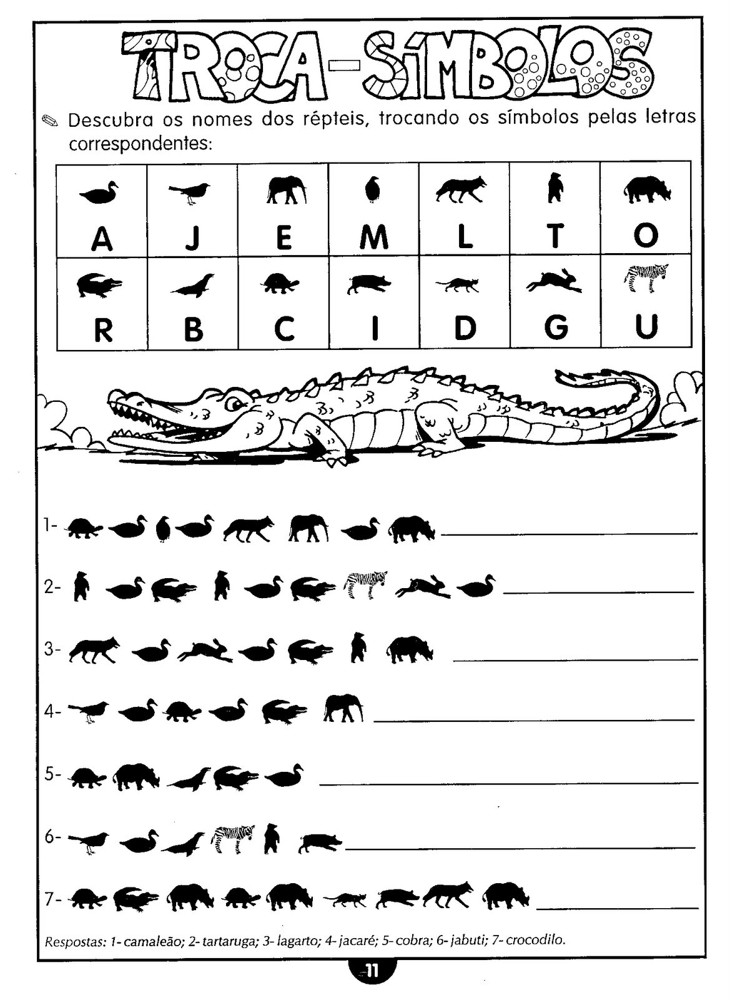 TROCA-SÍMBOLOS
Descubra os nomes dos répteis, trocando os símbolos pelas letras
correspondentes:
A J E M L T O
R B C I D G U
1-
2-
3-
4-
5-
6-
7-
Respostas: 1- camaleão; 2- tartaruga; 3- lagarto; 4- jacaré; 5- cobra; 6- jabuti; 7- crocodilo.
11